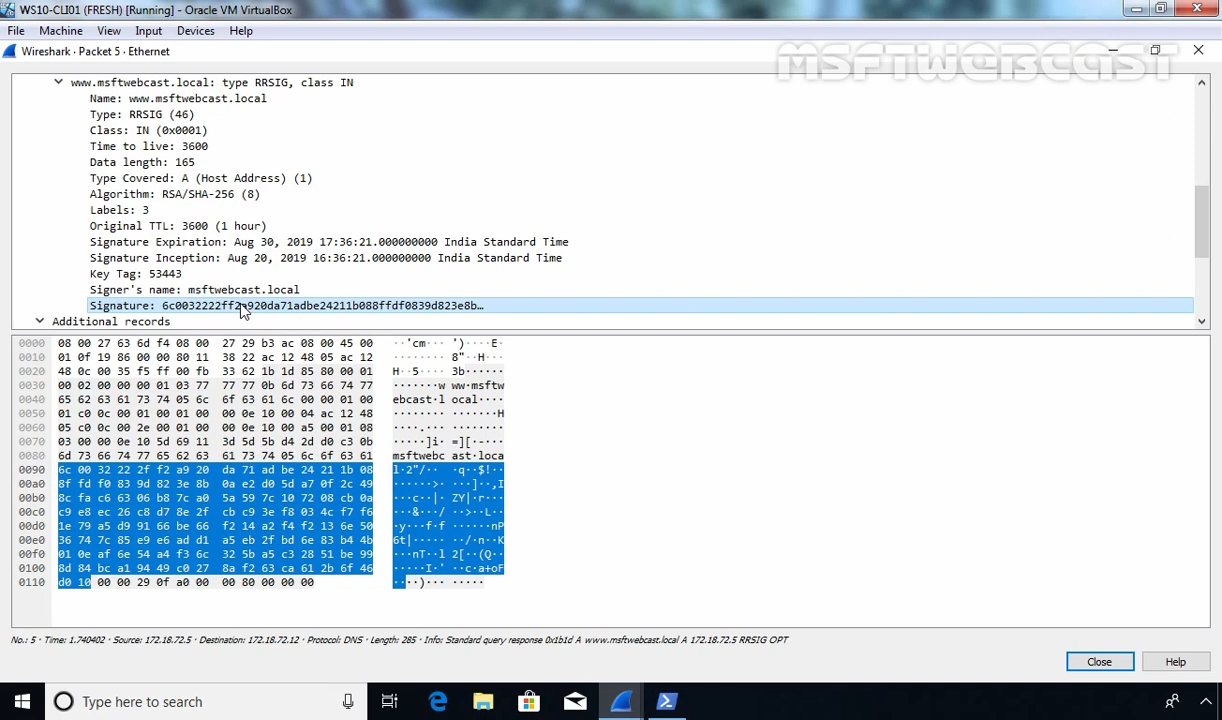 WS10-CLI01 (FRESH) [Running] - Oracle VM VirtualBox
File Machine View Input Devices Help
Wireshark · Packet 5 · Ethernet
MSFTWEBCAST
www.msftwebcast.local: type RRSIG, class IN
Name: www.msftwebcast.local
Type: RRSIG (46)
Class: IN (0x0001)
Time to live: 3600
Data length: 165
Type Covered: A (Host Address) (1)
Algorithm: RSA/SHA-256 (8)
Labels: 3
Original TTL: 3600 (1 hour)
Signature Expiration: Aug 30, 2019 17:36:21.000000000 India Standard Time
Signature Inception: Aug 20, 2019 16:36:21.000000000 India Standard Time
Key Tag: 53443
Signer's name: msftwebcast.local
Signature: 6c0032222ff2a920da71adbe24211b088ffdf0839d823e8b…
Additional records
0000 08 00 27 63 6d f4 08 00 27 29 b3 ac 08 00 45 00 ··'cm··· ')····E·
0010 01 0f 19 86 00 00 80 11 38 22 ac 12 48 05 ac 12 ········ 8"··H···
0020 48 0c 00 35 f5 ff 00 fb 33 62 1b 1d 85 80 00 01 H··5···· 3b······
0030 00 02 00 00 00 01 03 77 77 77 0b 6d 73 66 74 77 ·······w ww·msftw
0040 65 62 63 61 73 74 05 6c 6f 63 61 6c 00 00 01 00 ebcast·l ocal····
0050 01 c0 0c 00 01 00 01 00 00 0e 10 00 04 ac 12 48 ········ ·······H
0060 05 c0 0c 00 2e 00 01 00 00 0e 10 00 a5 00 01 08 ····.··· ········
0070 03 00 00 0e 10 5d 69 11 3d 5d 5b d4 2d d0 c3 0b ·····]i· =][·-···
0080 6d 73 66 74 77 65 62 63 61 73 74 05 6c 6f 63 61 msftwebc ast·loca
0090 6c 00 32 22 2f f2 a9 20 da 71 ad be 24 21 1b 08 l·2"/·· ·q··$!··
00a0 8f fd f0 83 9d 82 3e 8b 0a e2 d0 5d a7 0f 2c 49 ······>· ···]··,I
00b0 8c fa c6 63 06 b8 7c a0 5a 59 7c 10 72 08 cb 0a ···c··|· ZY|·r···
00c0 c9 e8 ec 26 c8 d7 8e 2f cb c9 3e f8 03 4c f7 f6 ···&···/ ··>··L··
00d0 1e 79 a5 d9 91 66 be 66 f2 14 a2 f4 f2 13 6e 50 ·y···f·f ······nP
00e0 36 74 7c 85 e9 e6 ad d1 a5 eb 2f bd 6e 83 b4 4b 6t|····· ··/·n··K
00f0 01 0e af 6e 54 a4 f3 6c 32 5b a5 c3 28 51 be 99 ···nT··l 2[··(Q··
0100 8d 84 bc a1 94 49 c0 27 8a f2 63 ca 61 2b 6f 46 ·····I·' ··c·a+oF
0110 d0 10 00 00 29 0f a0 00 00 80 00 00 00 ····)··· ·····
No.: 5 · Time: 1.740402 · Source: 172.18.72.5 · Destination: 172.18.72.12 · Protocol: DNS · Length: 285 · Info: Standard query response 0x1b1d A www.msftwebcast.local A 172.18.72.5 RRSIG OPT
Close Help
Type here to search